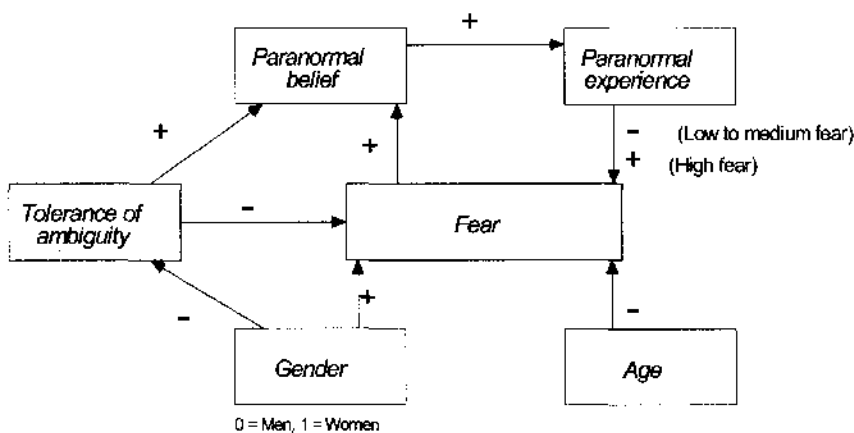 Paranormal
belief
+
Paranormal
experience
+
+
- (Low to medium fear)
+ (High fear)
Tolerance of
ambiguity
-
Fear
-
+
-
Gender
Age
0 = Men, 1 = Women